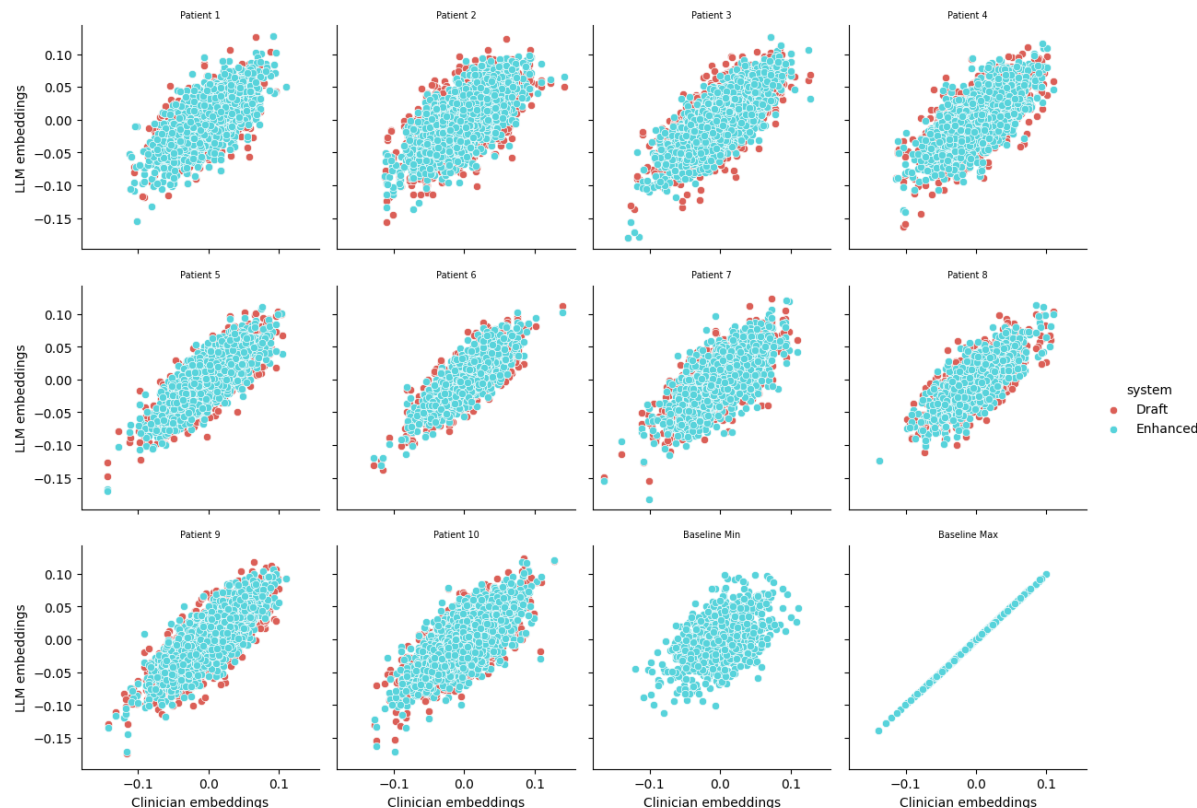 Patient 1
Patient 2
Patient 3
Patient 4
LLM embeddings
0.10
0.05
0.00
−0.05
−0.10
−0.15
Patient 5
Patient 6
Patient 7
Patient 8
LLM embeddings
0.10
0.05
0.00
−0.05
−0.10
−0.15
system
Draft
Enhanced
Patient 9
Patient 10
Baseline Min
Baseline Max
LLM embeddings
0.10
0.05
0.00
−0.05
−0.10
−0.15
−0.1 0.0 0.1
−0.1 0.0 0.1
−0.1 0.0 0.1
−0.1 0.0 0.1
Clinician embeddings
Clinician embeddings
Clinician embeddings
Clinician embeddings